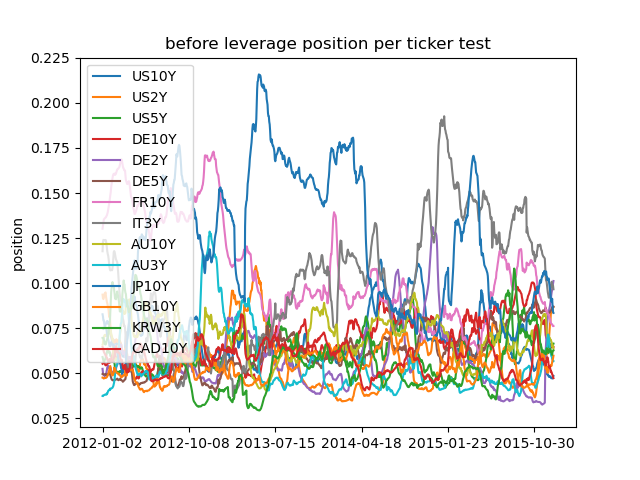 before leverage position per ticker test
position
0.225
0.200
0.175
0.150
0.125
0.100
0.075
0.050
0.025
US10Y
US2Y
US5Y
DE10Y
DE2Y
DE5Y
FR10Y
IT3Y
AU10Y
AU3Y
JP10Y
GB10Y
KRW3Y
CAD10Y
2012-01-02 2012-10-08 2013-07-15 2014-04-18 2015-01-23 2015-10-30